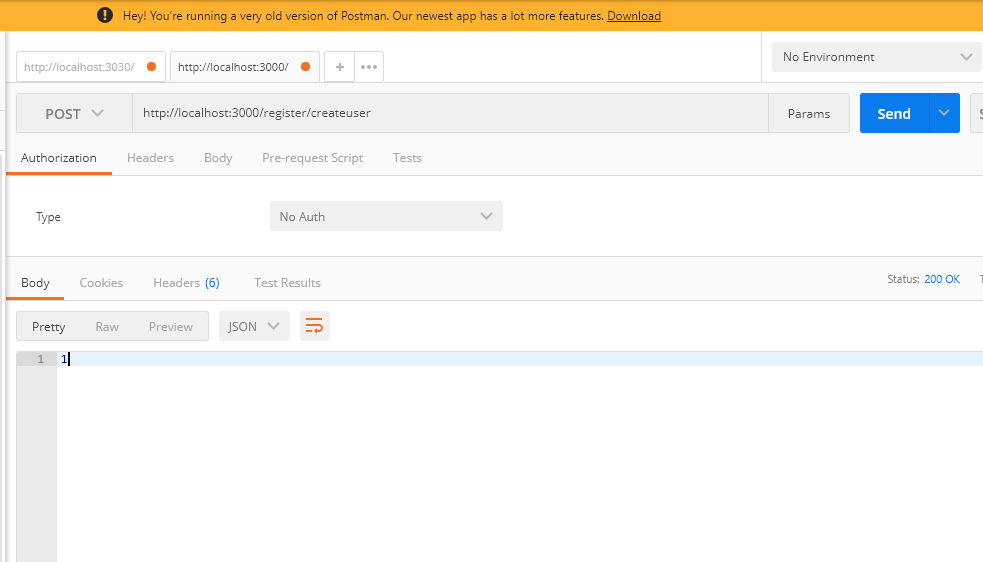 Hey! You're running a very old version of Postman. Our newest app has a lot more features. Download
http://localhost:3030/ http://localhost:3000/ + ••• No Environment
POST http://localhost:3000/register/createuser Params Send
Authorization Headers Body Pre-request Script Tests
Type No Auth
Body Cookies Headers (6) Test Results Status: 200 OK
Pretty Raw Preview JSON
1 1